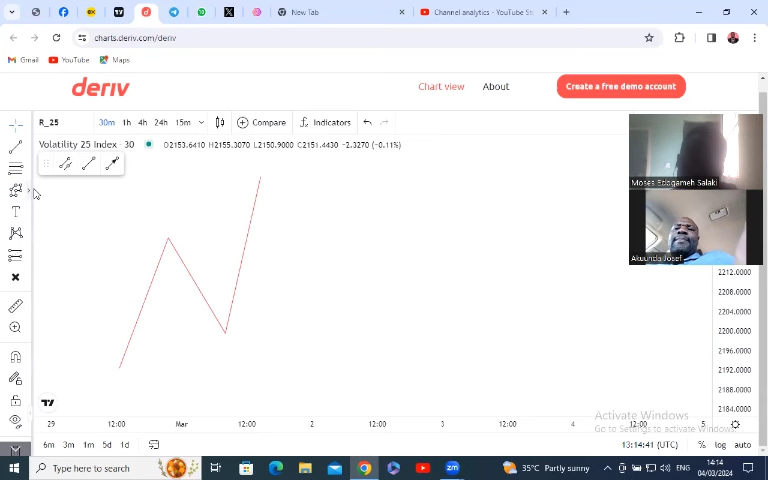 New Tab
Channel analytics - YouTube St
charts.deriv.com/deriv
Gmail YouTube Maps
deriv
Chart view About Create a free demo account
R_25 30m 1h 4h 24H 15m Compare Indicators
Volatility 25 Index · 30 O2153.6410 H2155.3070 L2150.9000 C2151.4430 -2.3270 (-0.11%)
Moses Edogameh Salaki
Akuunda Josef
T
2212.0000
2208.0000
2204.0000
2200.0000
2196.0000
2192.0000
2188.0000
2184.0000
Activate Windows
Go to Settings to activate Windows.
29 12:00 Mar 12:00 2 12:00 3 12:00 4 12:00 5
6m 3m 1m 5d 1d 13:14:41 (UTC) % log auto
Type here to search 35°C Partly sunny ENG 14:14
04/03/2024